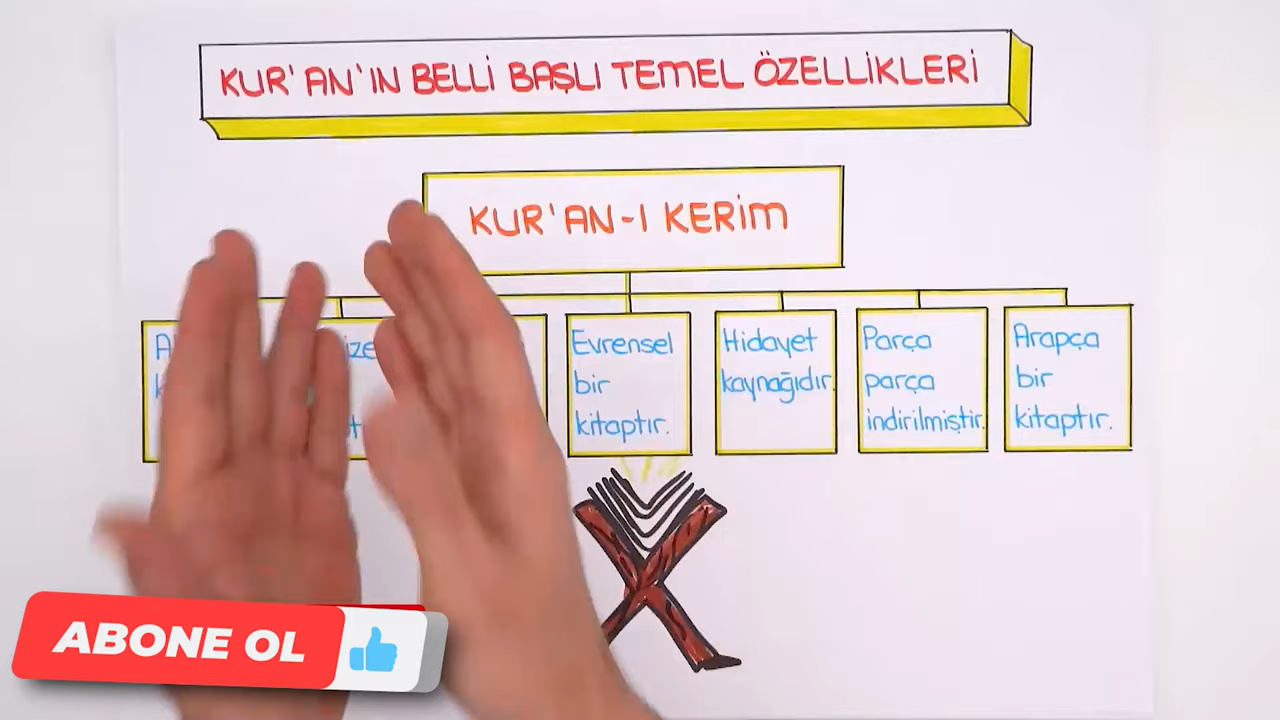 KUR'AN'IN BELLİ BAŞLI TEMEL ÖZELLİKLERİ
KUR'AN-I KERİM
Evrensel
bir
kitaptır.
Hidayet
kaynağıdır.
Parça
parça
indirilmiştir.
Arapça
bir
kitaptır.
ABONE OL